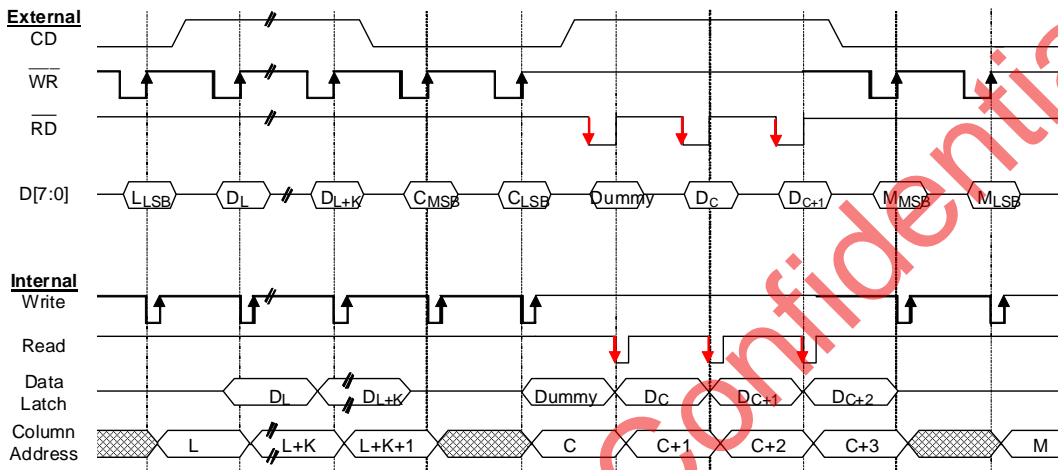 External
CD
WR
RD
D[7:0] LLSB DL DL+K CMSB CLSB Dummy DC DC+1 MMSB MLSB
Internal
Write
Read
Data Latch DL DL+K Dummy DC DC+1 DC+2
Column Address L L+K L+K+1 C C+1 C+2 C+3 M
Confidentia